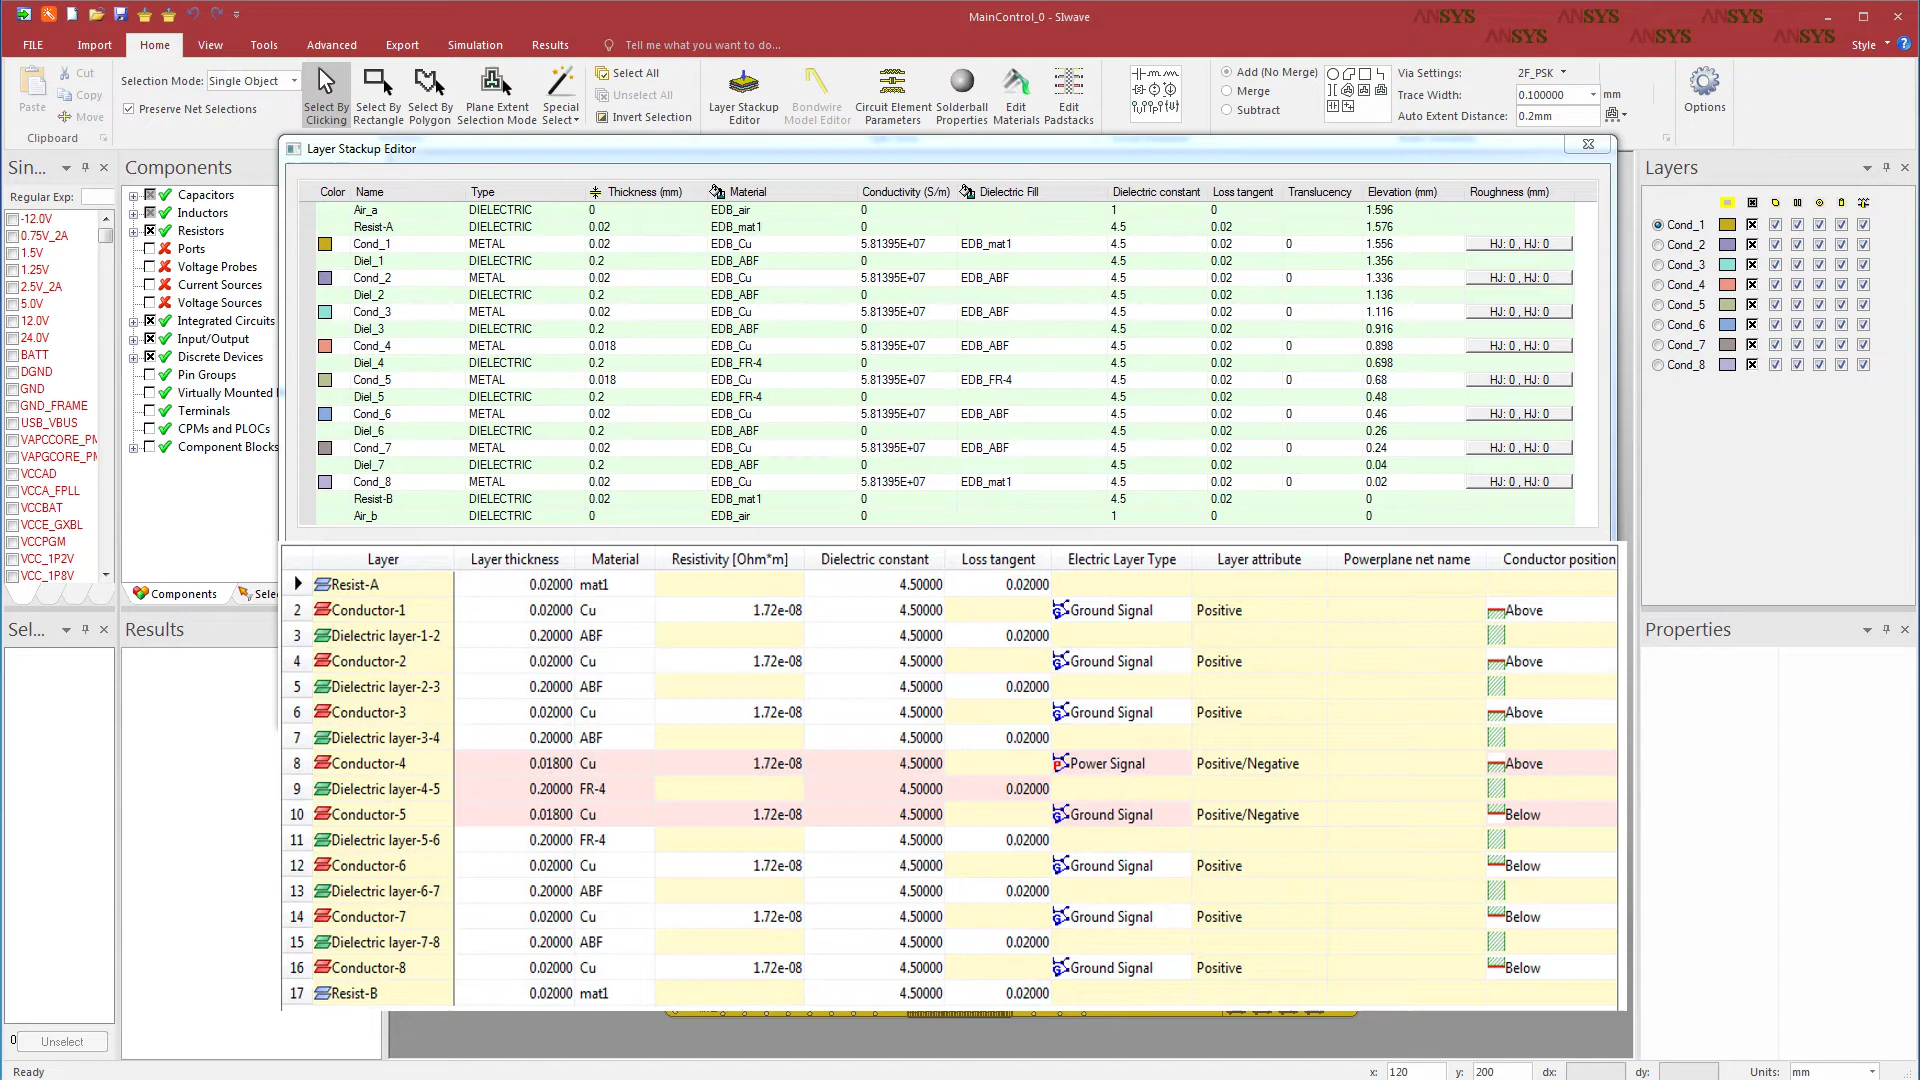 MainControl_0 - SIwave
ANSYS ANSYS ANSYS
ANSYS ANSYS ANSYS
FILE Import Home View Tools Advanced Export Simulation Results Tell me what you want to do... Style
Paste
Cut
Copy
Move
Clipboard
Selection Mode: Single Object
Preserve Net Selections
Select By Clicking
Select By Rectangle
Select By Polygon
Plane Extent Selection Mode
Special Select
Select All
Unselect All
Invert Selection
Layer Stackup Editor
Bondwire Model Editor
Circuit Element Parameters
Solderball Properties
Edit Materials
Edit Padstacks
Add (No Merge)
Merge
Subtract
Via Settings: 2F_PSK
Trace Width: 0.100000 mm
Auto Extent Distance: 0.2mm
Options
Sin...
Regular Exp:
-12.0V
0.75V_2A
1.5V
1.25V
2.5V_2A
5.0V
12.0V
24.0V
BATT
DGND
GND
GND_FRAME
USB_VBUS
VAPCCORE_PM
VAPGCORE_PM
VCCAD
VCCA_FPLL
VCCBAT
VCCE_GXBL
VCCPGM
VCC_1P2V
VCC_1P8V
Components
Capacitors
Inductors
Resistors
Ports
Voltage Probes
Current Sources
Voltage Sources
Integrated Circuits
Input/Output
Discrete Devices
Pin Groups
Virtually Mounted
Terminals
CPMs and PLOCs
Component Blocks
Components Sele
Layer Stackup Editor
Color Name Type Thickness (mm) Material Conductivity (S/m) Dielectric Fill Dielectric constant Loss tangent Translucency Elevation (mm) Roughness (mm)
Air_a DIELECTRIC 0 EDB_air 0 1 0 1.596
Resist-A DIELECTRIC 0.02 EDB_mat1 0 4.5 0.02 1.576
Cond_1 METAL 0.02 EDB_Cu 5.81395E+07 EDB_mat1 4.5 0.02 0 1.556 HJ: 0 , HJ: 0
Diel_1 DIELECTRIC 0.2 EDB_ABF 0 4.5 0.02 1.356
Cond_2 METAL 0.02 EDB_Cu 5.81395E+07 EDB_ABF 4.5 0.02 0 1.336 HJ: 0 , HJ: 0
Diel_2 DIELECTRIC 0.2 EDB_ABF 0 4.5 0.02 1.136
Cond_3 METAL 0.02 EDB_Cu 5.81395E+07 EDB_ABF 4.5 0.02 0 1.116 HJ: 0 , HJ: 0
Diel_3 DIELECTRIC 0.2 EDB_ABF 0 4.5 0.02 0.916
Cond_4 METAL 0.018 EDB_Cu 5.81395E+07 EDB_ABF 4.5 0.02 0 0.898 HJ: 0 , HJ: 0
Diel_4 DIELECTRIC 0.2 EDB_FR-4 0 4.5 0.02 0.698
Cond_5 METAL 0.018 EDB_Cu 5.81395E+07 EDB_FR-4 4.5 0.02 0 0.68 HJ: 0 , HJ: 0
Diel_5 DIELECTRIC 0.2 EDB_FR-4 0 4.5 0.02 0.48
Cond_6 METAL 0.02 EDB_Cu 5.81395E+07 EDB_ABF 4.5 0.02 0 0.46 HJ: 0 , HJ: 0
Diel_6 DIELECTRIC 0.2 EDB_ABF 0 4.5 0.02 0.26
Cond_7 METAL 0.02 EDB_Cu 5.81395E+07 EDB_ABF 4.5 0.02 0 0.24 HJ: 0 , HJ: 0
Diel_7 DIELECTRIC 0.2 EDB_ABF 0 4.5 0.02 0.04
Cond_8 METAL 0.02 EDB_Cu 5.81395E+07 EDB_mat1 4.5 0.02 0 0.02 HJ: 0 , HJ: 0
Resist-B DIELECTRIC 0.02 EDB_mat1 0 4.5 0.02 0
Air_b DIELECTRIC 0 EDB_air 0 1 0 0
Layer Layer thickness Material Resistivity [Ohm*m] Dielectric constant Loss tangent Electric Layer Type Layer attribute Powerplane net name Conductor position
Resist-A 0.02000 mat1 4.50000 0.02000
2 Conductor-1 0.02000 Cu 1.72e-08 4.50000 Ground Signal Positive Above
3 Dielectric layer-1-2 0.20000 ABF 4.50000 0.02000
4 Conductor-2 0.02000 Cu 1.72e-08 4.50000 Ground Signal Positive Above
5 Dielectric layer-2-3 0.20000 ABF 4.50000 0.02000
6 Conductor-3 0.02000 Cu 1.72e-08 4.50000 Ground Signal Positive Above
7 Dielectric layer-3-4 0.20000 ABF 4.50000 0.02000
8 Conductor-4 0.01800 Cu 1.72e-08 4.50000 Power Signal Positive/Negative Above
9 Dielectric layer-4-5 0.20000 FR-4 4.50000 0.02000
10 Conductor-5 0.01800 Cu 1.72e-08 4.50000 Ground Signal Positive/Negative Below
11 Dielectric layer-5-6 0.20000 FR-4 4.50000 0.02000
12 Conductor-6 0.02000 Cu 1.72e-08 4.50000 Ground Signal Positive Below
13 Dielectric layer-6-7 0.20000 ABF 4.50000 0.02000
14 Conductor-7 0.02000 Cu 1.72e-08 4.50000 Ground Signal Positive Below
15 Dielectric layer-7-8 0.20000 ABF 4.50000 0.02000
16 Conductor-8 0.02000 Cu 1.72e-08 4.50000 Ground Signal Positive Below
17 Resist-B 0.02000 mat1 4.50000 0.02000
Layers
Cond_1
Cond_2
Cond_3
Cond_4
Cond_5
Cond_6
Cond_7
Cond_8
Sel...
Results
Properties
0 Unselect
Ready x: 120 y: 200 dx: dy: Units: mm